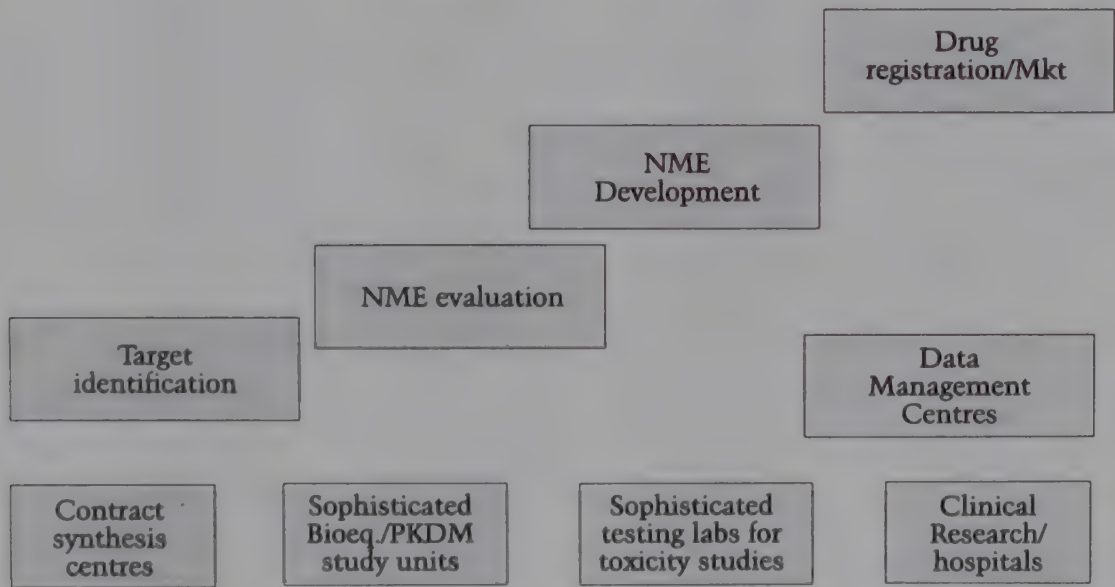 Drug
registration/Mkt
NME
Development
NME evaluation
Target
identification
Data
Management
Centres
Contract
synthesis
centres
Sophisticated
Bioeq./PKDM
study units
Sophisticated
testing labs for
toxicity studies
Clinical
Research/
hospitals